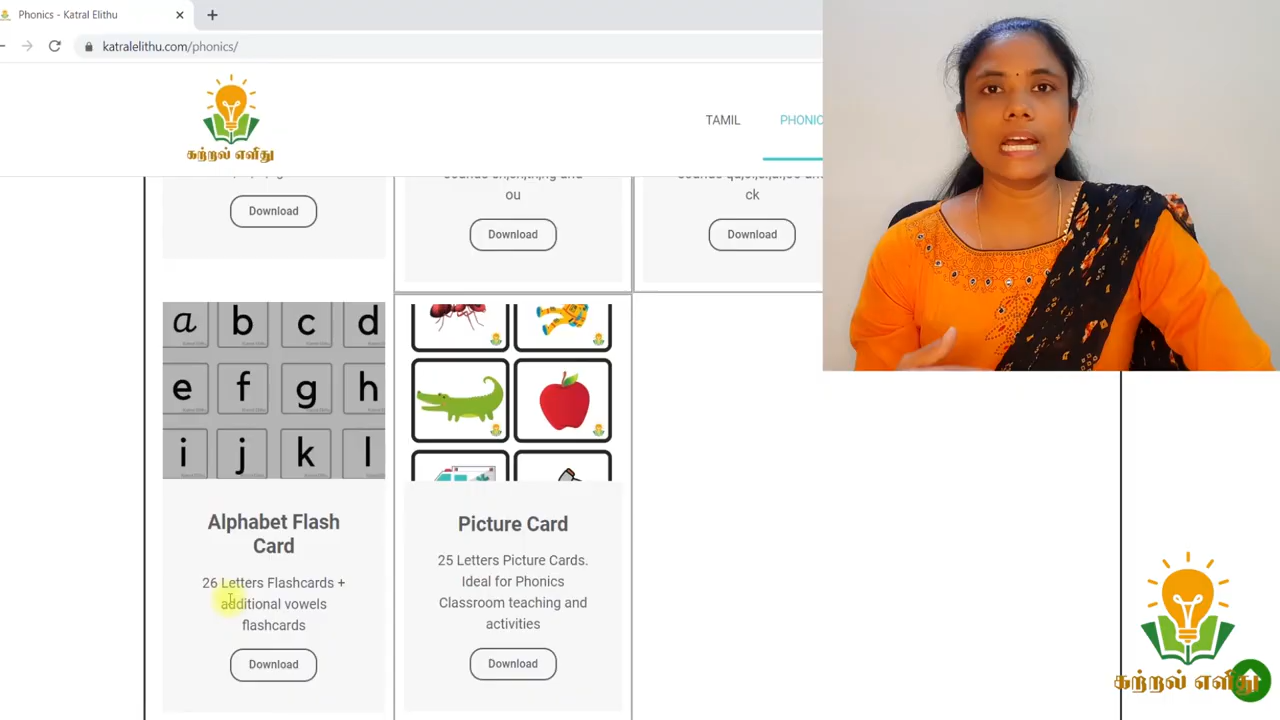 Phonics - Katral Elithu
katralelithu.com/phonics/
கற்றல் எளிது
TAMIL
PHONIC
ou
ck
Download
Download
Download
a b c d
e f g h
i j k l
Alphabet Flash
Card
26 Letters Flashcards +
additional vowels
flashcards
Download
Picture Card
25 Letters Picture Cards.
Ideal for Phonics
Classroom teaching and
activities
Download
கற்றல் எளிது